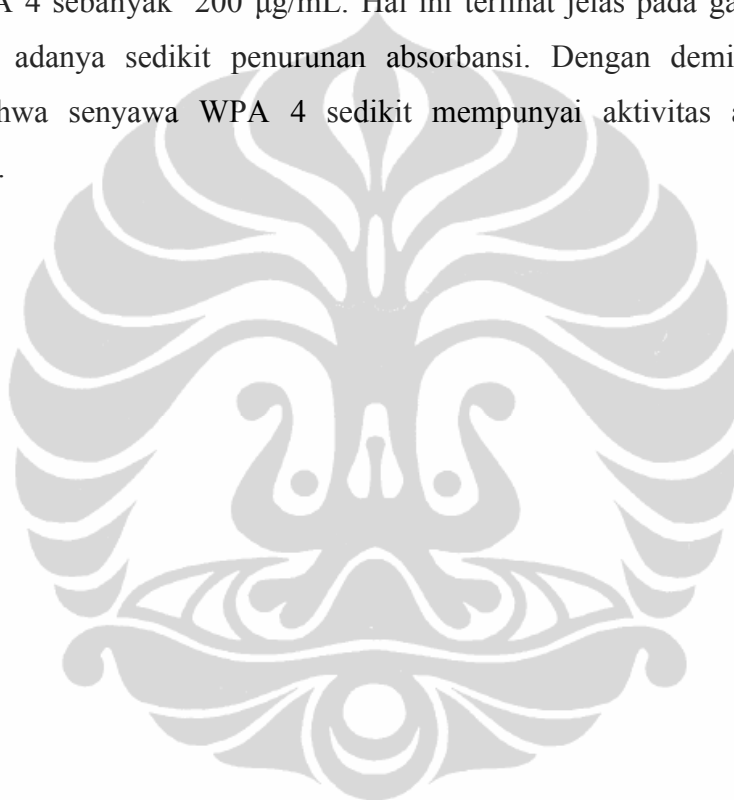 A 4 sebanyak 200 µg/mL. Hal ini terlihat jelas pada ga
adanya sedikit penurunan absorbansi. Dengan demi
hwa senyawa WPA 4 sedikit mempunyai aktivitas a
.